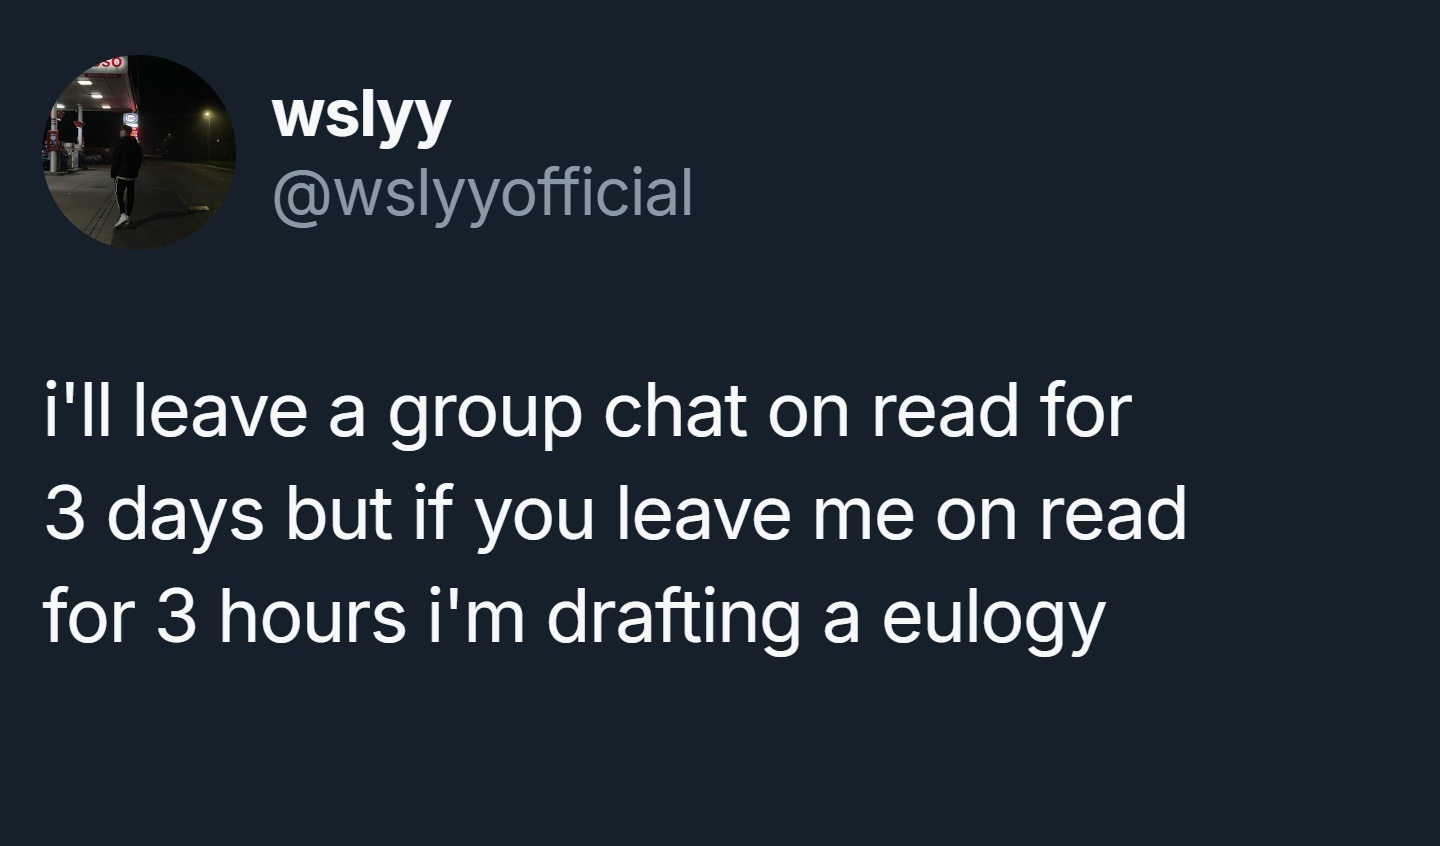 wslyy
@wslyyofficial
i'll leave a group chat on read for
3 days but if you leave me on read
for 3 hours i'm drafting a eulogy